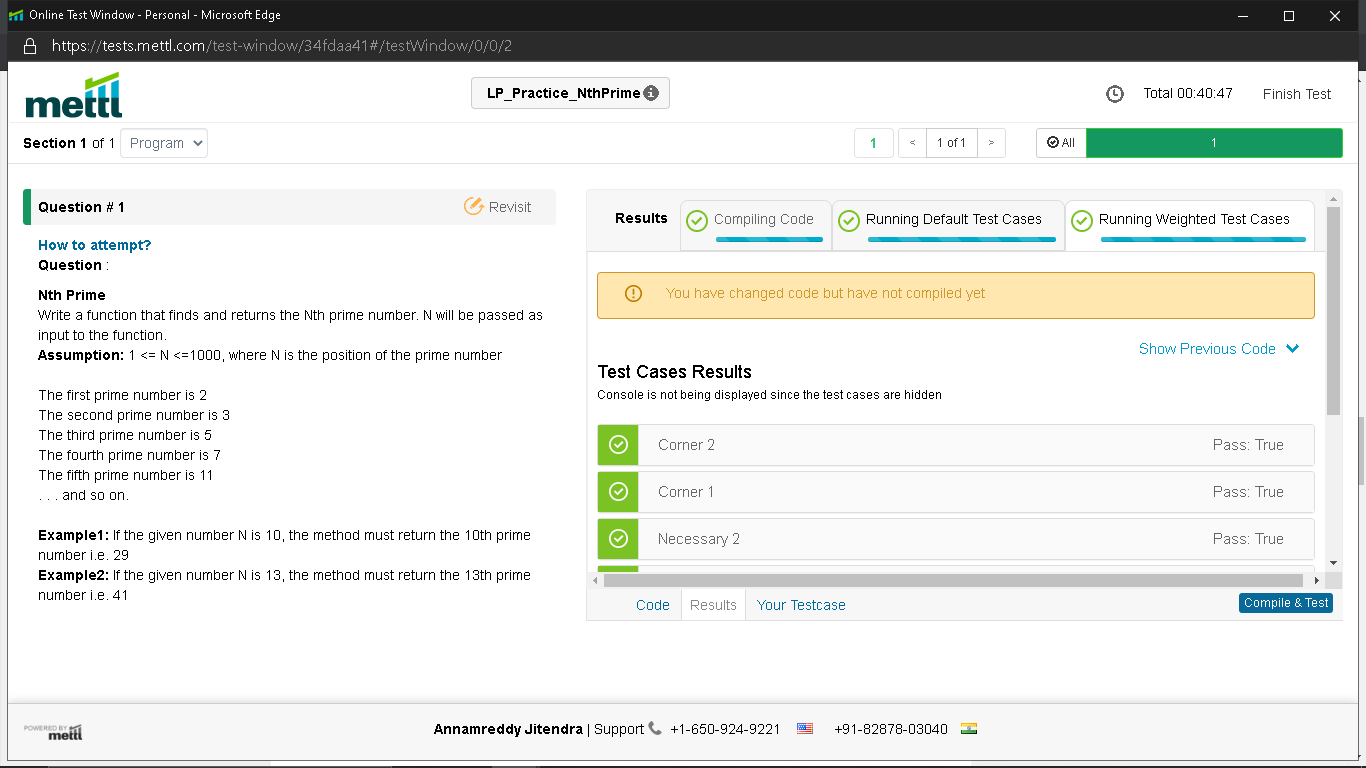 Online Test Window - Personal - Microsoft Edge
https://tests.mettl.com/test-window/34fdaa41#/testWindow/0/0/2
mettl
LP_Practice_NthPrime
Total 00:40:47
Finish Test
Section 1 of 1 Program
1 < 1 of 1 >
All 1
Question # 1
Revisit
How to attempt?
Question :
Nth Prime
Write a function that finds and returns the Nth prime number. N will be passed as
input to the function.
Assumption: 1 <= N <=1000, where N is the position of the prime number
The first prime number is 2
The second prime number is 3
The third prime number is 5
The fourth prime number is 7
The fifth prime number is 11
. . . and so on.
Example1: If the given number N is 10, the method must return the 10th prime
number i.e. 29
Example2: If the given number N is 13, the method must return the 13th prime
number i.e. 41
Results
Compiling Code
Running Default Test Cases
Running Weighted Test Cases
You have changed code but have not compiled yet
Show Previous Code
Test Cases Results
Console is not being displayed since the test cases are hidden
Corner 2 Pass: True
Corner 1 Pass: True
Necessary 2 Pass: True
Code Results Your Testcase
Compile & Test
POWERED BY
mettl
Annamreddy Jitendra | Support +1-650-924-9221 +91-82878-03040